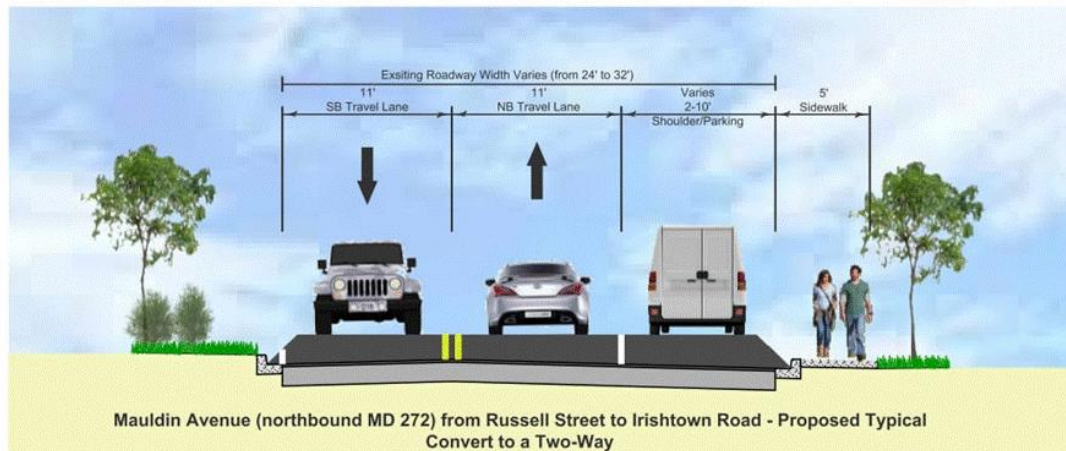 Exsiting Roadway Width Varies (from 24' to 32')
11'
SB Travel Lane
11'
NB Travel Lane
Varies
2-10'
Shoulder/Parking
5'
Sidewalk
Mauldin Avenue (northbound MD 272) from Russell Street to Irishtown Road - Proposed Typical
Convert to a Two-Way